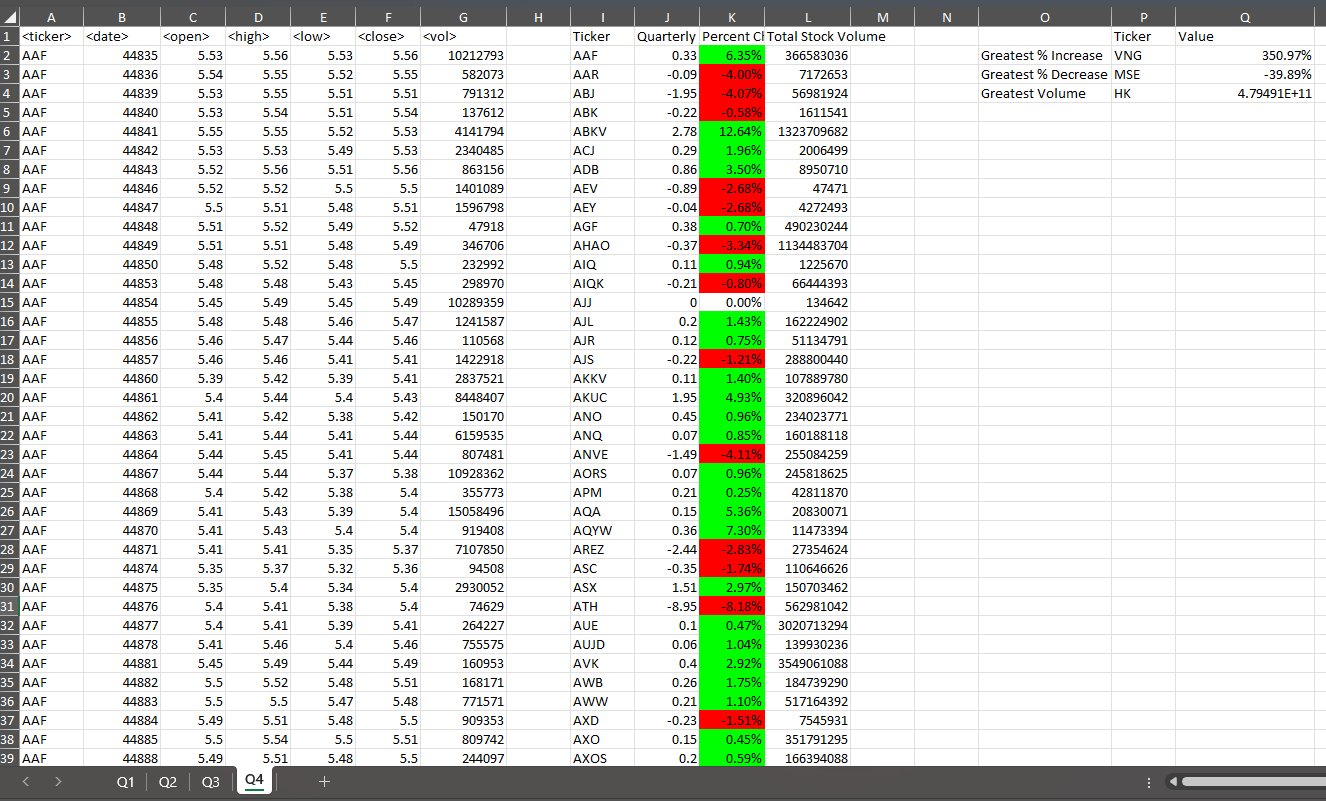 A B C D E F G H I J K L M N O P Q
1 <ticker> <date> <open> <high> <low> <close> <vol> Ticker Quarterly Percent Cl Total Stock Volume Ticker Value
2 AAF 44835 5.53 5.56 5.53 5.56 10212793 AAF 0.33 6.35% 366583036 Greatest % Increase VNG 350.97%
3 AAF 44836 5.54 5.55 5.52 5.55 582073 AAR -0.09 -4.00% 7172653 Greatest % Decrease MSE -39.89%
4 AAF 44839 5.53 5.55 5.51 5.51 791312 ABJ -1.95 -4.07% 56981924 Greatest Volume HK 4.79491E+11
5 AAF 44840 5.53 5.54 5.51 5.54 137612 ABK -0.22 -0.58% 1611541
6 AAF 44841 5.55 5.55 5.52 5.53 4141794 ABKV 2.78 12.64% 1323709682
7 AAF 44842 5.53 5.53 5.49 5.53 2340485 ACJ 0.29 1.96% 2006499
8 AAF 44843 5.52 5.56 5.51 5.56 863156 ADB 0.86 3.50% 8950710
9 AAF 44846 5.52 5.52 5.5 5.5 1401089 AEV -0.89 -2.68% 47471
10 AAF 44847 5.5 5.51 5.48 5.51 1596798 AEY -0.04 -2.68% 4272493
11 AAF 44848 5.51 5.52 5.49 5.52 47918 AGF 0.38 0.70% 490230244
12 AAF 44849 5.51 5.51 5.48 5.49 346706 AHAO -0.37 -3.34% 1134483704
13 AAF 44850 5.48 5.52 5.48 5.5 232992 AIQ 0.11 0.94% 1225670
14 AAF 44853 5.48 5.48 5.43 5.45 298970 AIQK -0.21 -0.80% 66444393
15 AAF 44854 5.45 5.49 5.45 5.49 10289359 AJJ 0 0.00% 134642
16 AAF 44855 5.48 5.48 5.46 5.47 1241587 AJL 0.2 1.43% 162224902
17 AAF 44856 5.46 5.47 5.44 5.46 110568 AJR 0.12 0.75% 51134791
18 AAF 44857 5.46 5.46 5.41 5.41 1422918 AJS -0.22 -1.21% 288800440
19 AAF 44860 5.39 5.42 5.39 5.41 2837521 AKKV 0.11 1.40% 107889780
20 AAF 44861 5.4 5.44 5.4 5.43 8448407 AKUC 1.95 4.93% 320896042
21 AAF 44862 5.41 5.42 5.38 5.42 150170 ANO 0.45 0.96% 234023771
22 AAF 44863 5.41 5.44 5.41 5.44 6159535 ANQ 0.07 0.85% 160188118
23 AAF 44864 5.44 5.45 5.41 5.44 807481 ANVE -1.49 -4.11% 255084259
24 AAF 44867 5.44 5.44 5.37 5.38 10928362 AORS 0.07 0.96% 245818625
25 AAF 44868 5.4 5.42 5.38 5.4 355773 APM 0.21 0.25% 42811870
26 AAF 44869 5.41 5.43 5.39 5.4 15058496 AQA 0.15 5.36% 20830071
27 AAF 44870 5.41 5.43 5.4 5.4 919408 AQYW 0.36 7.30% 11473394
28 AAF 44871 5.41 5.41 5.35 5.37 7107850 AREZ -2.44 -2.83% 27354624
29 AAF 44874 5.35 5.37 5.32 5.36 94508 ASC -0.35 -1.74% 110646626
30 AAF 44875 5.35 5.4 5.34 5.4 2930052 ASX 1.51 2.97% 150703462
31 AAF 44876 5.4 5.41 5.38 5.4 74629 ATH -8.95 -8.18% 562981042
32 AAF 44877 5.4 5.41 5.39 5.41 264227 AUE 0.1 0.47% 3020713294
33 AAF 44878 5.41 5.46 5.4 5.46 755575 AUJD 0.06 1.04% 139930236
34 AAF 44881 5.45 5.49 5.44 5.49 160953 AVK 0.4 2.92% 3549061088
35 AAF 44882 5.5 5.52 5.48 5.51 168171 AWB 0.26 1.75% 184739290
36 AAF 44883 5.5 5.5 5.47 5.48 771571 AWW 0.21 1.10% 517164392
37 AAF 44884 5.49 5.51 5.48 5.5 909353 AXD -0.23 -1.51% 7545931
38 AAF 44885 5.5 5.54 5.5 5.51 809742 AXO 0.15 0.45% 351791295
39 AAF 44888 5.49 5.51 5.48 5.5 244097 AXOS 0.2 0.59% 166394088
Q1 Q2 Q3 Q4 +